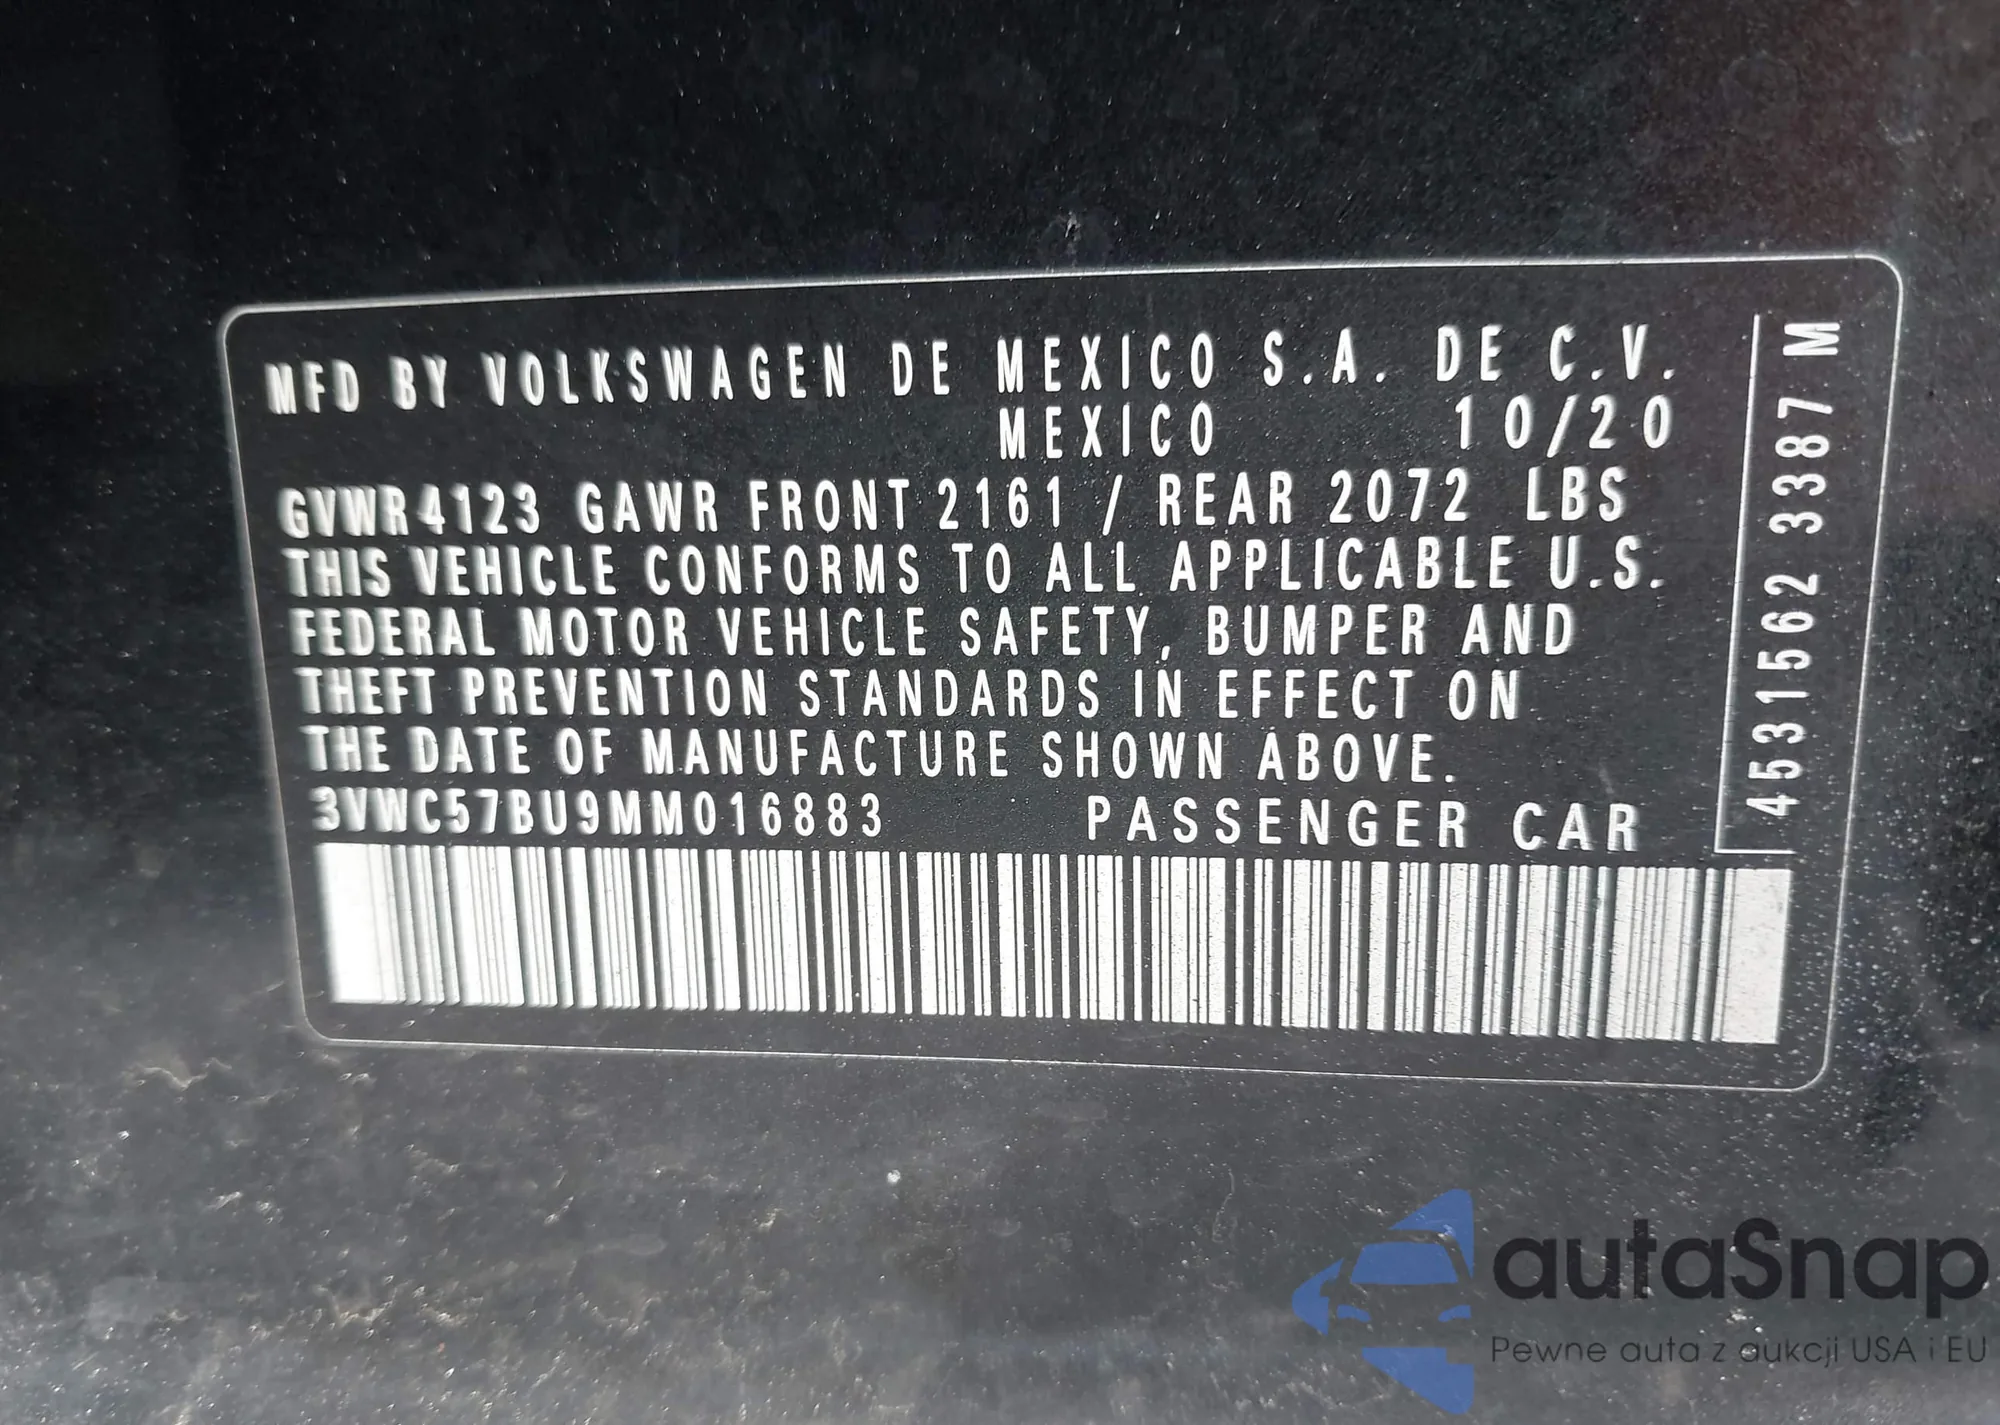 MFD BY VOLKSWAGEN DE MEXICO S.A. DE C.V.
MEXICO 10/20
GVWR 4123 GAWR FRONT 2161 / REAR 2072 LBS
THIS VEHICLE CONFORMS TO ALL APPLICABLE U.S.
FEDERAL MOTOR VEHICLE SAFETY, BUMPER AND
THEFT PREVENTION STANDARDS IN EFFECT ON
THE DATE OF MANUFACTURE SHOWN ABOVE.
3VWC57BU9MM016883 PASSENGER CAR
4531562 3387 M
autaSnap
Pewne auta z aukcji USA i EU